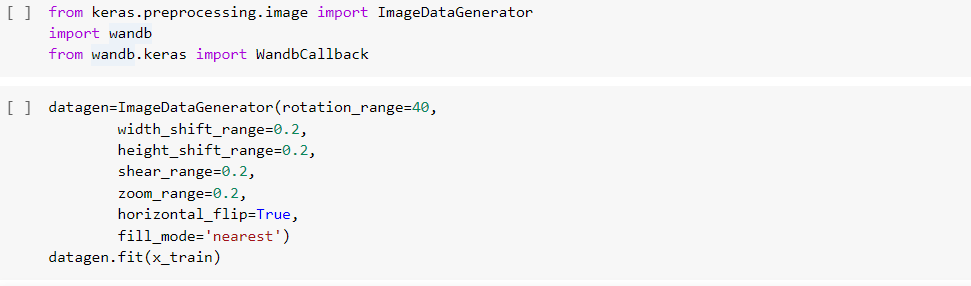 [ ] from keras.preprocessing.image import ImageDataGenerator
import wandb
from wandb.keras import WandbCallback
[ ] datagen=ImageDataGenerator(rotation_range=40,
        width_shift_range=0.2,
        height_shift_range=0.2,
        shear_range=0.2,
        zoom_range=0.2,
        horizontal_flip=True,
        fill_mode='nearest')
datagen.fit(x_train)